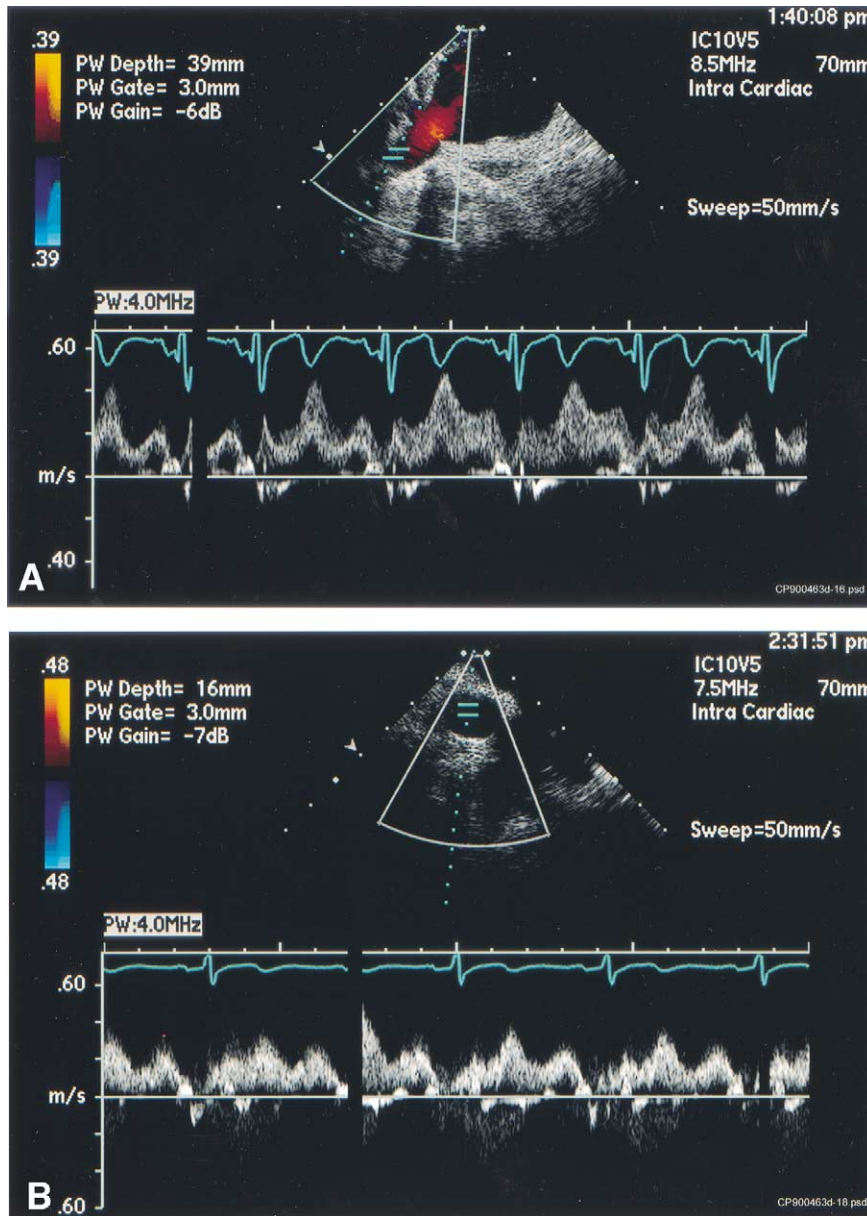 1:40:08 pm
.39
PW Depth= 39mm
PW Gate= 3.0mm
PW Gain= -6dB
IC10V5
8.5MHz 70mm
Intra Cardiac
.39
Sweep=50mm/s
PW:4.0MHz
.60
m/s
.40
A
CP900463d-16.psd
2:31:51 pm
.48
PW Depth= 16mm
PW Gate= 3.0mm
PW Gain= -7dB
IC10V5
7.5MHz 70mm
Intra Cardiac
.48
Sweep=50mm/s
PW:4.0MHz
.60
m/s
.60
B
CP900463d-18.psd